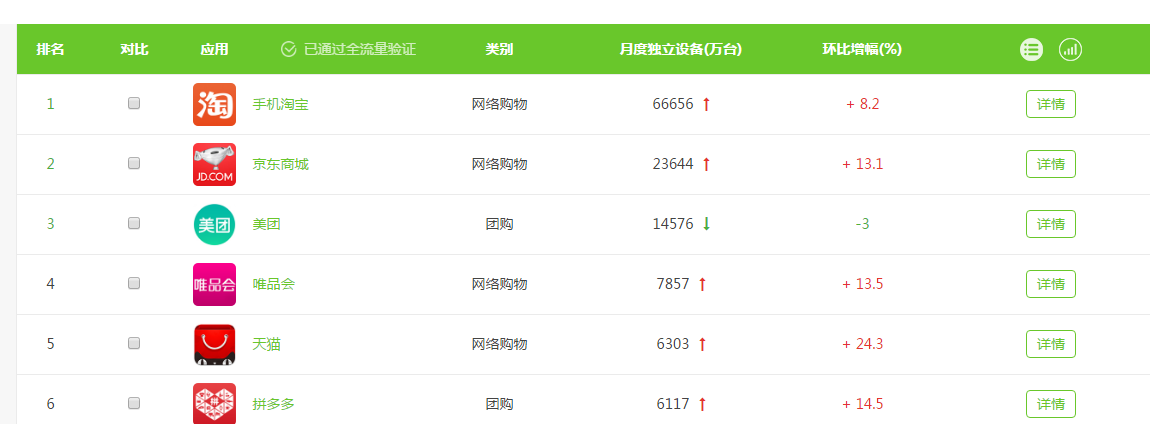 排名 对比 应用 已通过全流量验证 类别 月度独立设备(万台) 环比增幅(%)
1 淘 手机淘宝 网络购物 66656 ↑ + 8.2 详情
2 JD.COM 京东商城 网络购物 23644 ↑ + 13.1 详情
3 美团 美团 团购 14576 ↓ -3 详情
4 唯品会 唯品会 网络购物 7857 ↑ + 13.5 详情
5 天猫 网络购物 6303 ↑ + 24.3 详情
6 拼 拼多多 团购 6117 ↑ + 14.5 详情